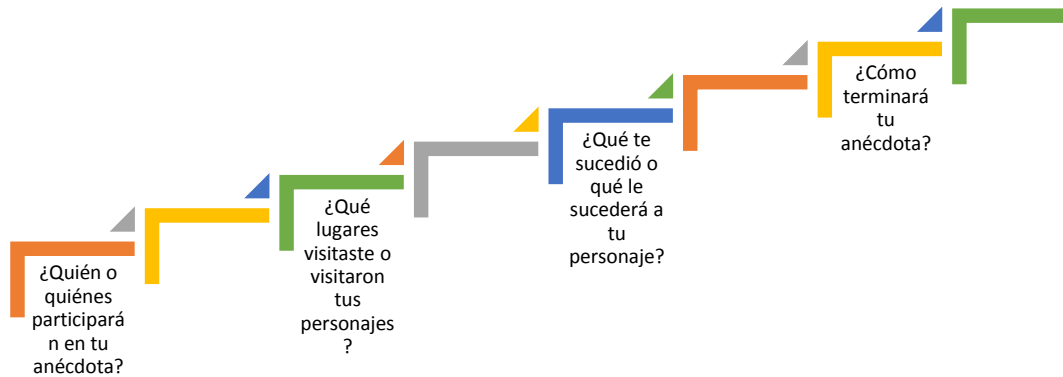 ¿Quién o
quiénes
participará
n en tu
anécdota?
¿Qué
lugares
visitaste o
visitaron
tus
personajes
?
¿Qué te
sucedió o
qué le
sucederá a
tu
personaje?
¿Cómo
terminará
tu
anécdota?